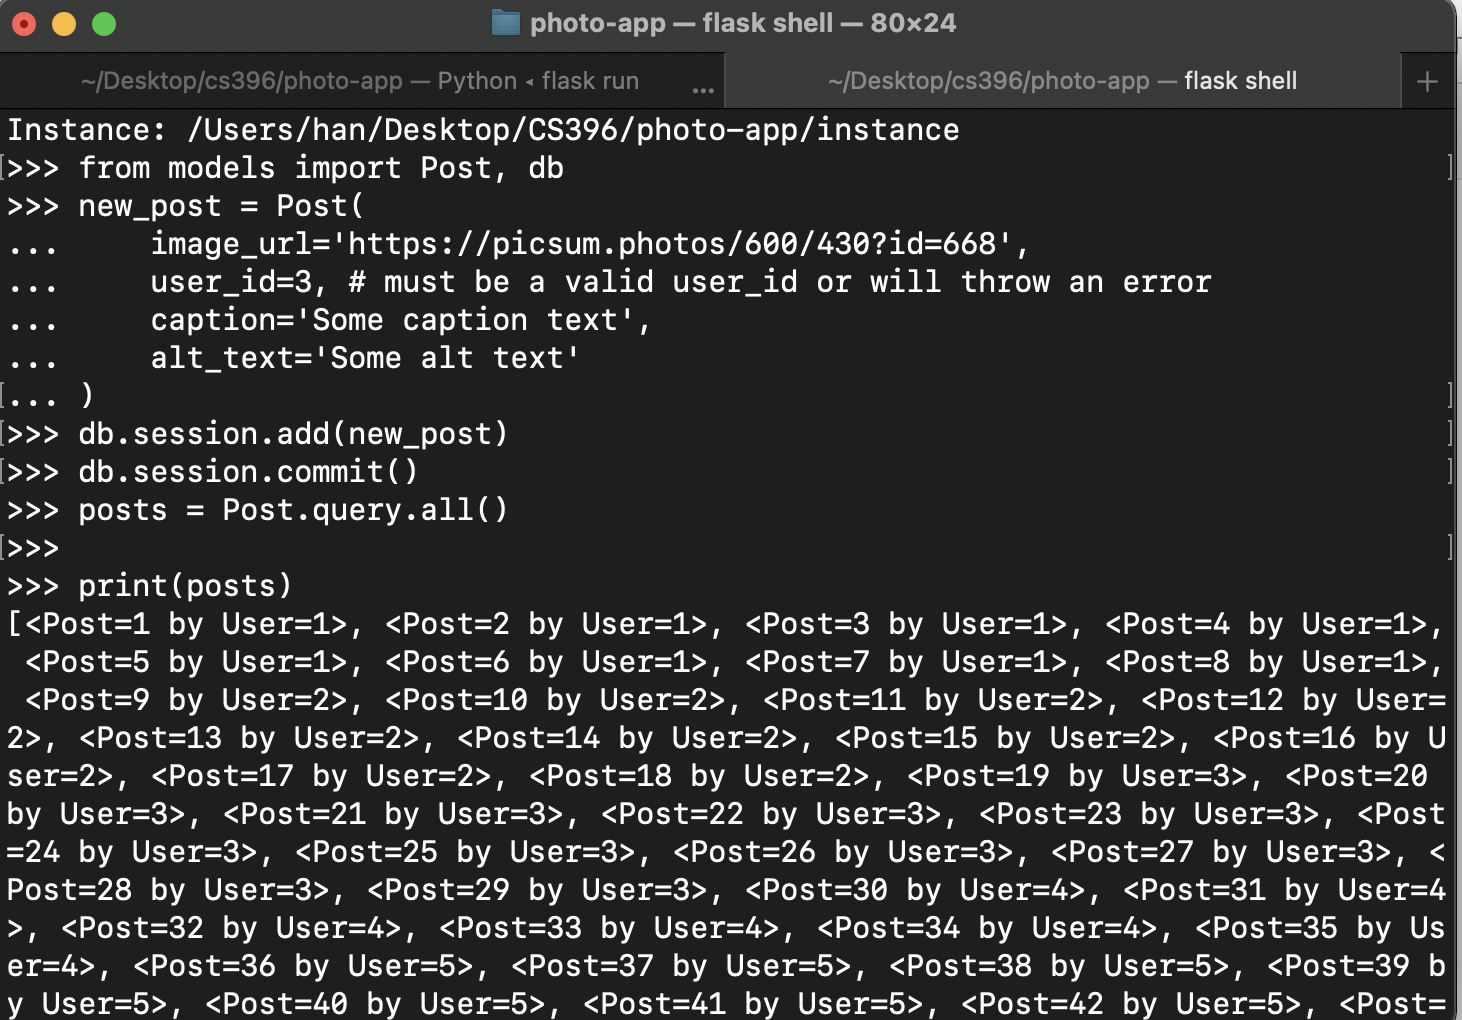 photo-app — flask shell — 80×24
~/Desktop/cs396/photo-app — Python ◂ flask run ...
~/Desktop/cs396/photo-app — flask shell +
Instance: /Users/han/Desktop/CS396/photo-app/instance
[>>> from models import Post, db ]
>>> new_post = Post(
...     image_url='https://picsum.photos/600/430?id=668',
...     user_id=3, # must be a valid user_id or will throw an error
...     caption='Some caption text',
...     alt_text='Some alt text'
[... ) ]
[>>> db.session.add(new_post) ]
[>>> db.session.commit() ]
>>> posts = Post.query.all()
[>>> ]
>>> print(posts)
[<Post=1 by User=1>, <Post=2 by User=1>, <Post=3 by User=1>, <Post=4 by User=1>,
 <Post=5 by User=1>, <Post=6 by User=1>, <Post=7 by User=1>, <Post=8 by User=1>,
 <Post=9 by User=2>, <Post=10 by User=2>, <Post=11 by User=2>, <Post=12 by User=
2>, <Post=13 by User=2>, <Post=14 by User=2>, <Post=15 by User=2>, <Post=16 by U
ser=2>, <Post=17 by User=2>, <Post=18 by User=2>, <Post=19 by User=3>, <Post=20
by User=3>, <Post=21 by User=3>, <Post=22 by User=3>, <Post=23 by User=3>, <Post
=24 by User=3>, <Post=25 by User=3>, <Post=26 by User=3>, <Post=27 by User=3>, <
Post=28 by User=3>, <Post=29 by User=3>, <Post=30 by User=4>, <Post=31 by User=4
>, <Post=32 by User=4>, <Post=33 by User=4>, <Post=34 by User=4>, <Post=35 by Us
er=4>, <Post=36 by User=5>, <Post=37 by User=5>, <Post=38 by User=5>, <Post=39 b
y User=5>, <Post=40 by User=5>, <Post=41 by User=5>, <Post=42 by User=5>, <Post=